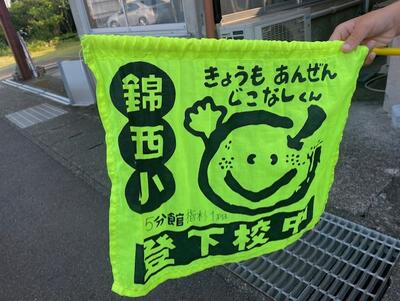 きょうも あんぜん
じこなしくん
錦西小
5分館
登下校中